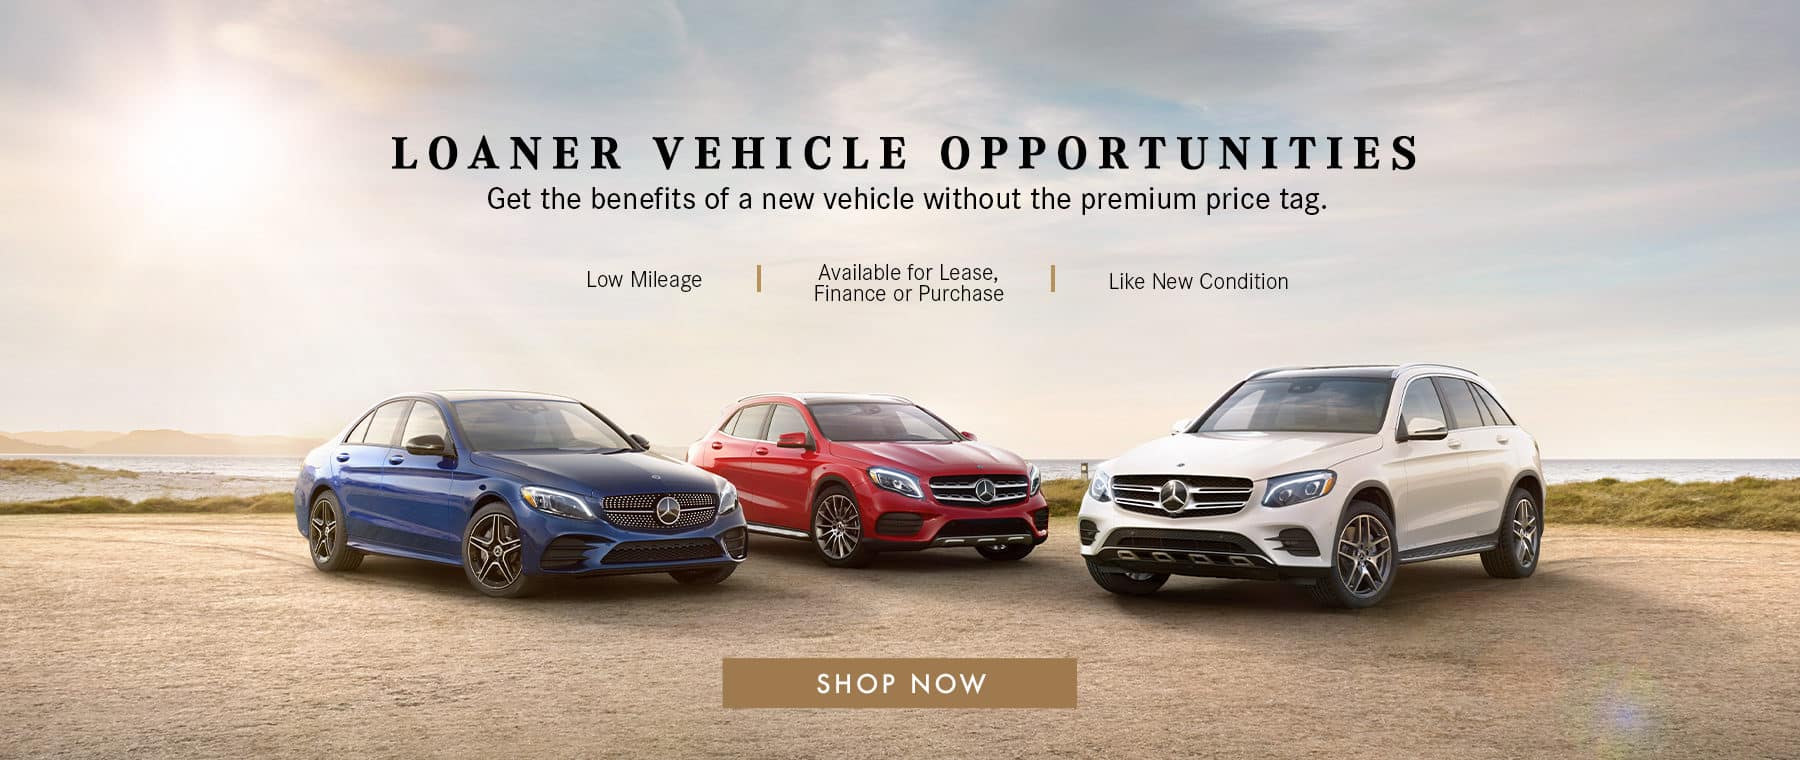 LOANER VEHICLE OPPORTUNITIES
Get the benefits of a new vehicle without the premium price tag.
Low Mileage
Available for Lease,
Finance or Purchase
Like New Condition
SHOP NOW